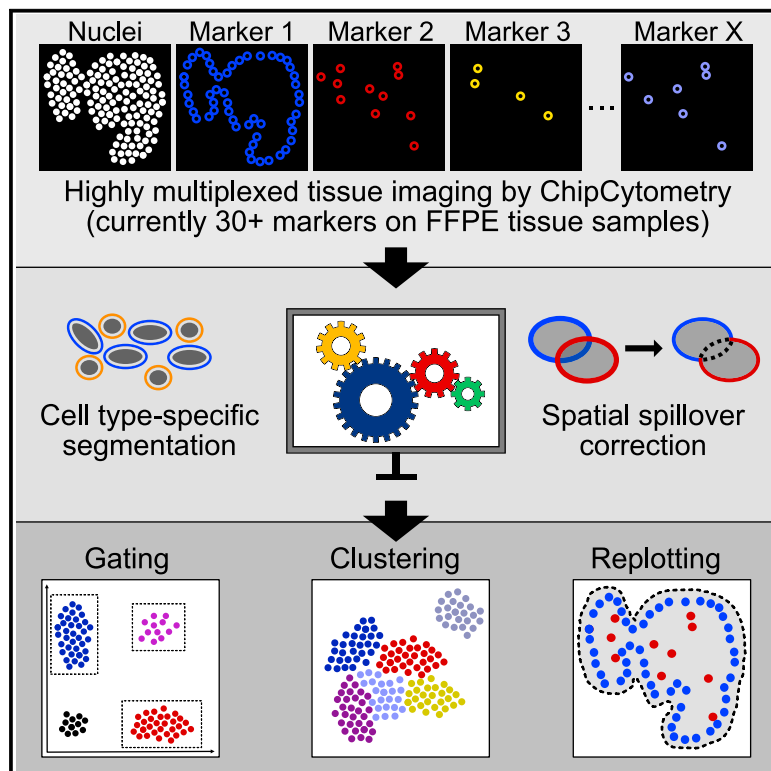 Nuclei Marker 1 Marker 2 Marker 3 Marker X
...
Highly multiplexed tissue imaging by ChipCytometry
(currently 30+ markers on FFPE tissue samples)
Cell type-specific
segmentation
Spatial spillover
correction
Gating Clustering Replotting